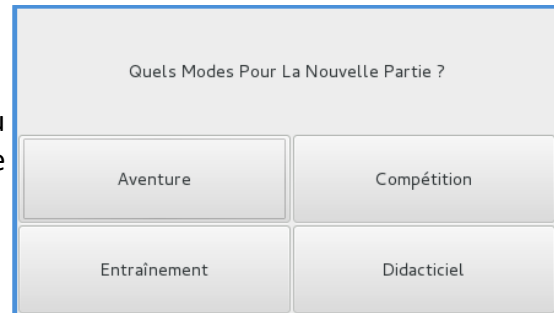 Quels Modes Pour La Nouvelle Partie ?
Aventure
Compétition
Entraînement
Didacticiel